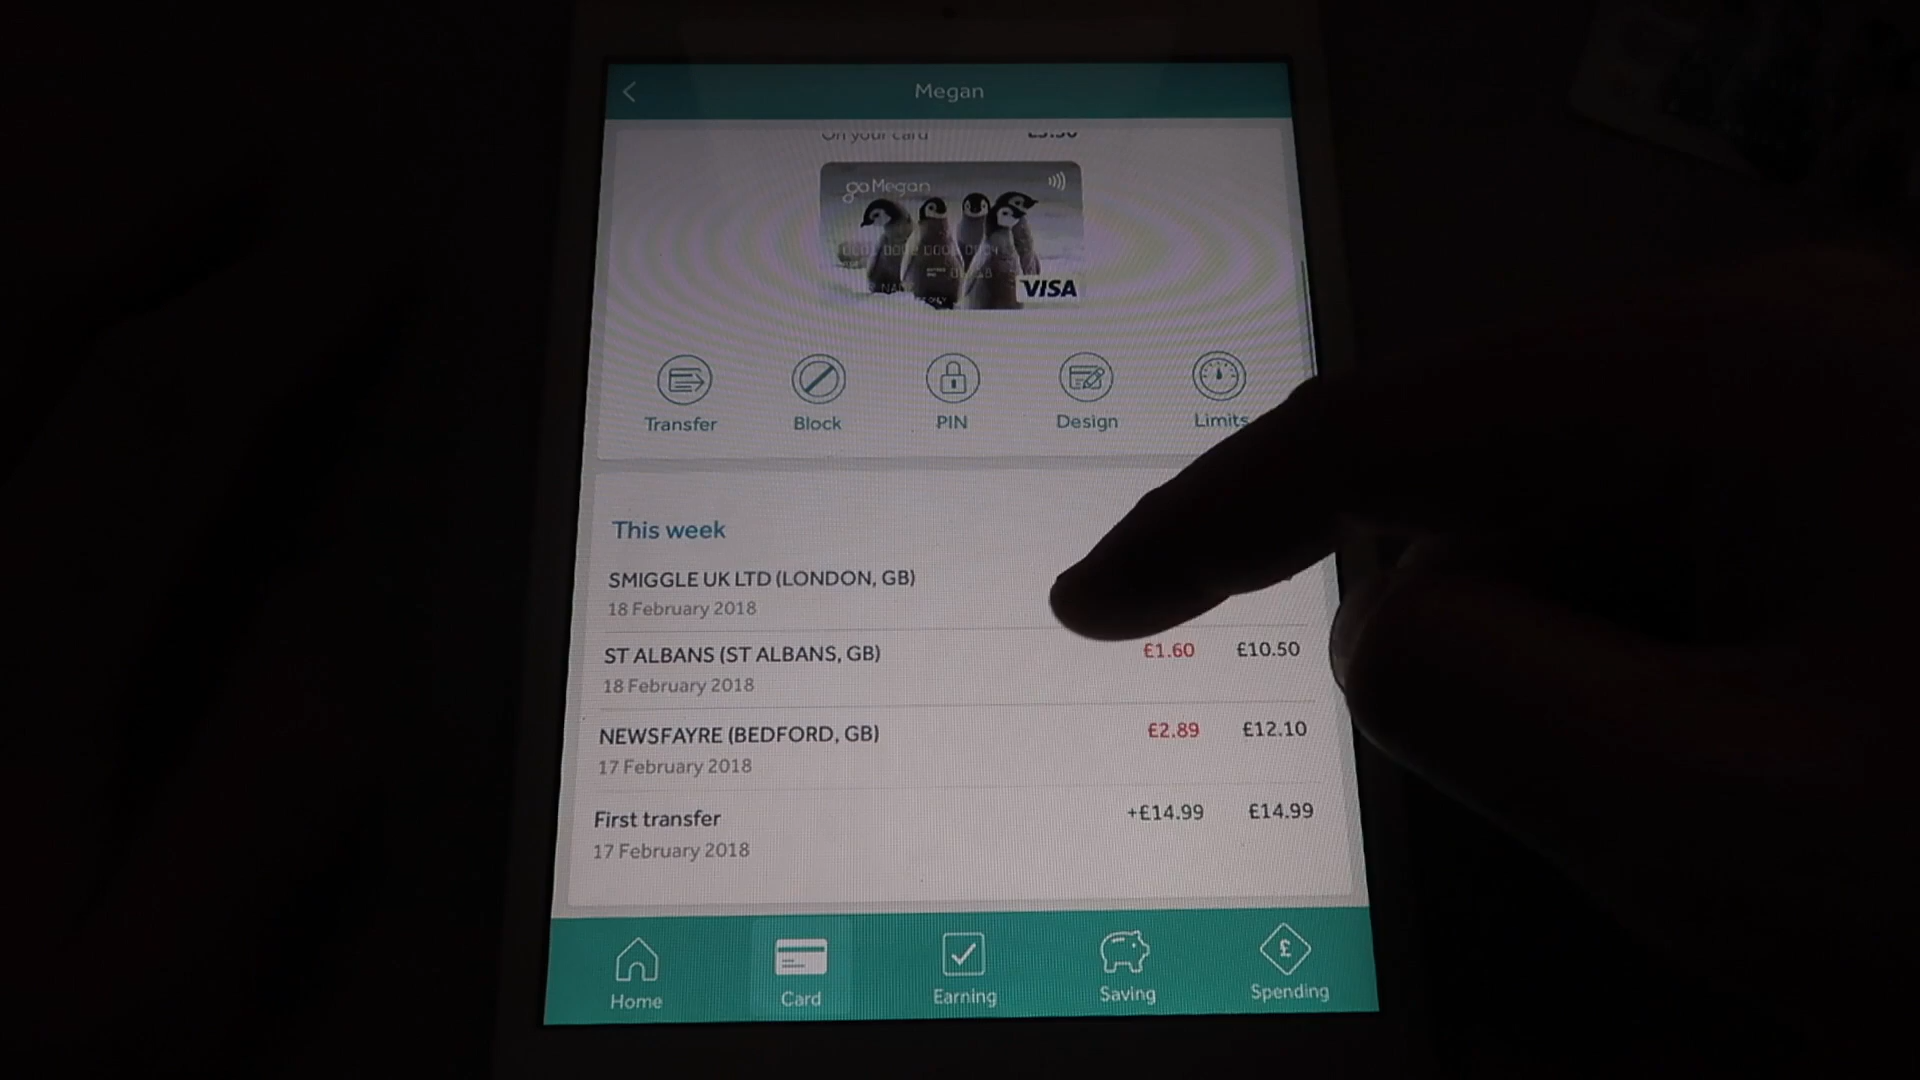 Megan
On your card
goMegan
VISA
Transfer
Block
PIN
Design
Limits
This week
SMIGGLE UK LTD (LONDON, GB)
18 February 2018
ST ALBANS (ST ALBANS, GB) £1.60 £10.50
18 February 2018
NEWSFAYRE (BEDFORD, GB) £2.89 £12.10
17 February 2018
First transfer +£14.99 £14.99
17 February 2018
Home
Card
Earning
Saving
£
Spending